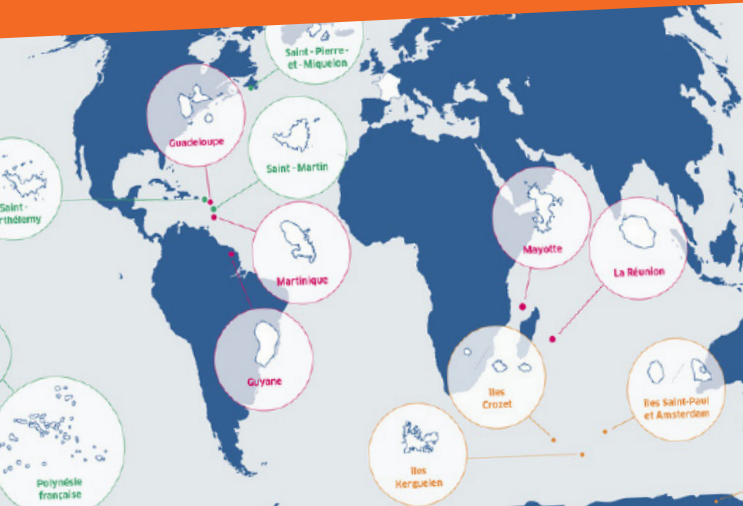 Saint - Pierre -
et - Miquelon
Guadeloupe
Saint - Martin
Saint -
rthélemy
Martinique
Mayotte
La Réunion
Guyane
îles
Crozet
îles Saint-Paul
et Amsterdam
îles
Kerguelen
Polynésie
française